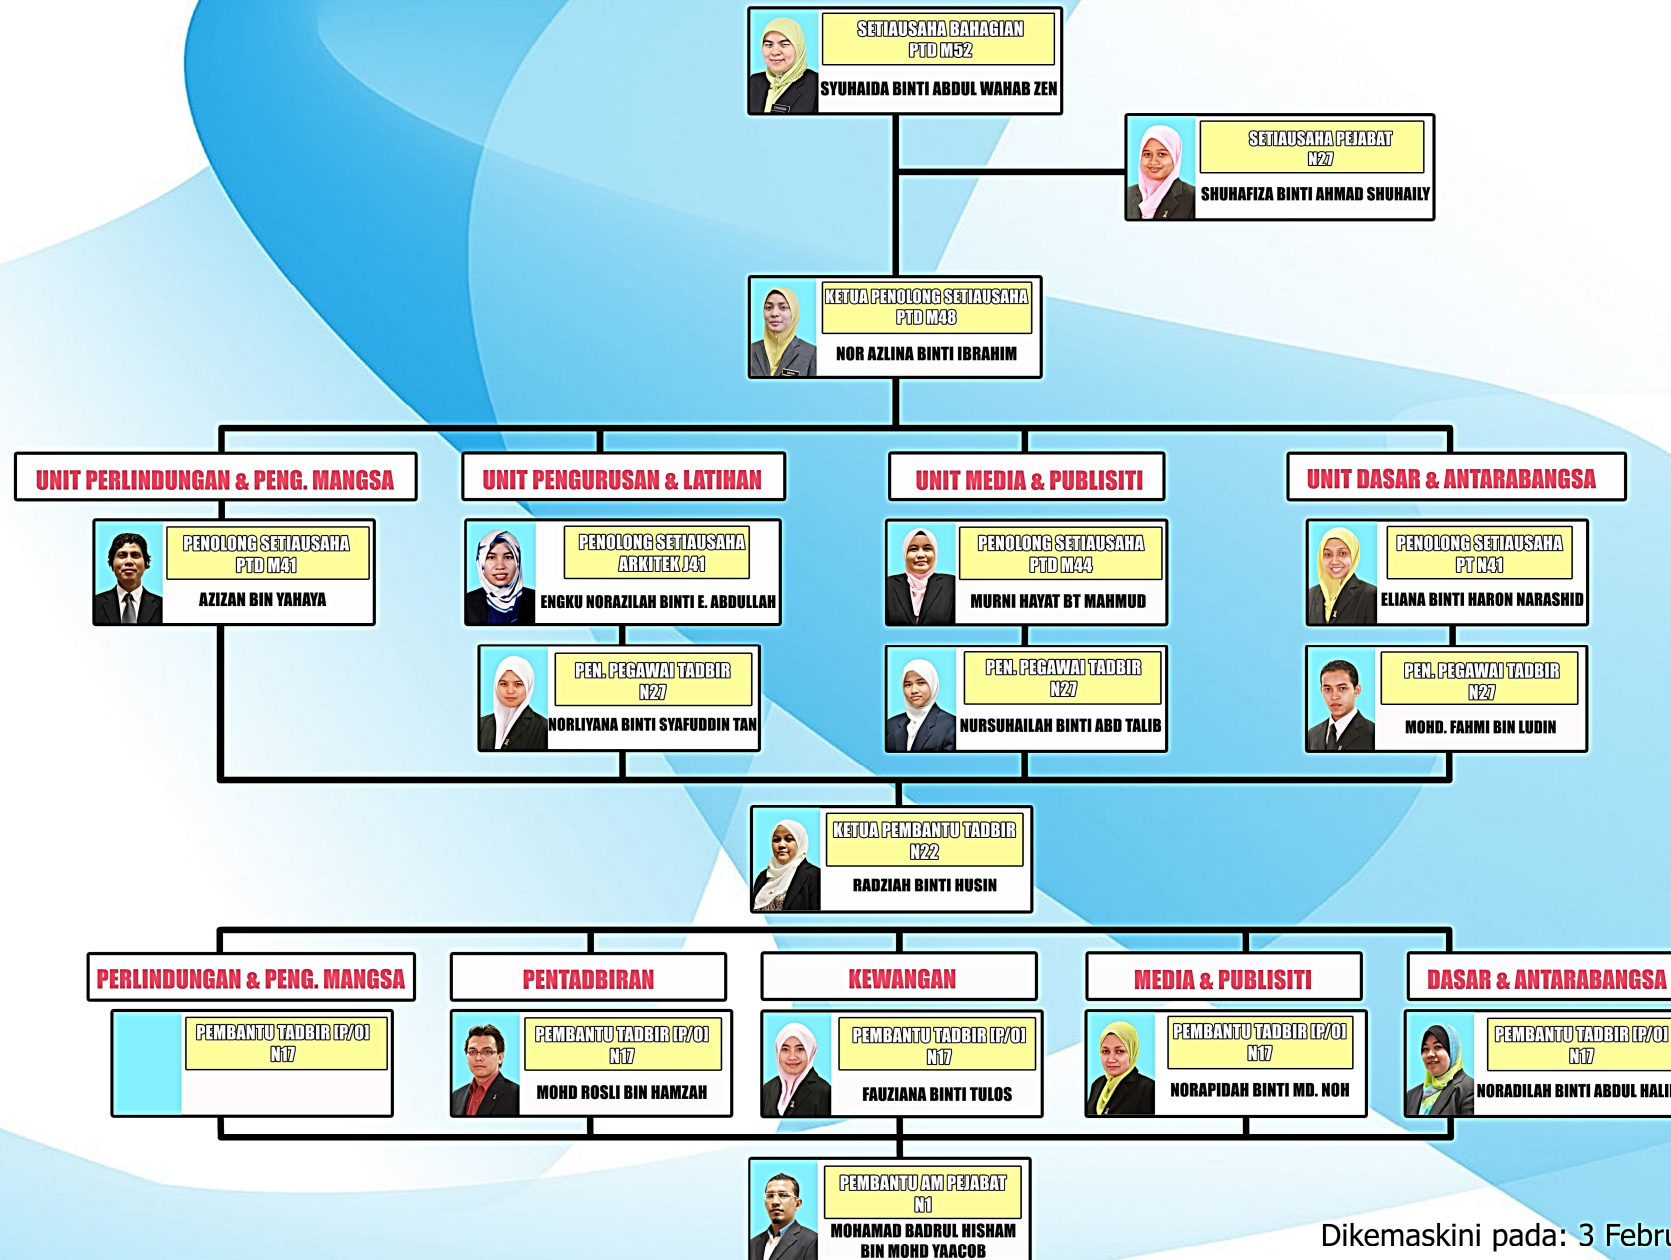 SETIAUSAHA BAHAGIAN
PTD M52
SYUHAIDA BINTI ABDUL WAHAB ZEN
SETIAUSAHA PEJABAT
N27
SHUHAFIZA BINTI AHMAD SHUHAILY
KETUA PENOLONG SETIAUSAHA
PTD M48
NOR AZLINA BINTI IBRAHIM
UNIT PERLINDUNGAN & PENG. MANGSA
UNIT PENGURUSAN & LATIHAN
UNIT MEDIA & PUBLISITI
UNIT DASAR & ANTARABANGSA
PENOLONG SETIAUSAHA
PTD M41
AZIZAN BIN YAHAYA
PENOLONG SETIAUSAHA
ARKITEK J41
ENGKU NORAZILAH BINTI E. ABDULLAH
PENOLONG SETIAUSAHA
PTD M44
MURNI HAYAT BT MAHMUD
PENOLONG SETIAUSAHA
PT N41
ELIANA BINTI HARON NARASHID
PEN. PEGAWAI TADBIR
N27
NORLIYANA BINTI SYAFUDDIN TAN
PEN. PEGAWAI TADBIR
N27
NURSUHAILAH BINTI ABD TALIB
PEN. PEGAWAI TADBIR
N27
MOHD. FAHMI BIN LUDIN
KETUA PEMBANTU TADBIR
N22
RADZIAH BINTI HUSIN
PERLINDUNGAN & PENG. MANGSA
PENTADBIRAN
KEWANGAN
MEDIA & PUBLISITI
DASAR & ANTARABANGSA
PEMBANTU TADBIR [P/O]
N17
PEMBANTU TADBIR [P/O]
N17
MOHD ROSLI BIN HAMZAH
PEMBANTU TADBIR [P/O]
N17
FAUZIANA BINTI TULOS
PEMBANTU TADBIR [P/O]
N17
NORAPIDAH BINTI MD. NOH
PEMBANTU TADBIR [P/O]
N17
NORADILAH BINTI ABDUL
PEMBANTU AM PEJABAT
N1
MOHAMAD BADRUL HISHAM
BIN MOHD YAACOB
Dikemaskini pada: 3